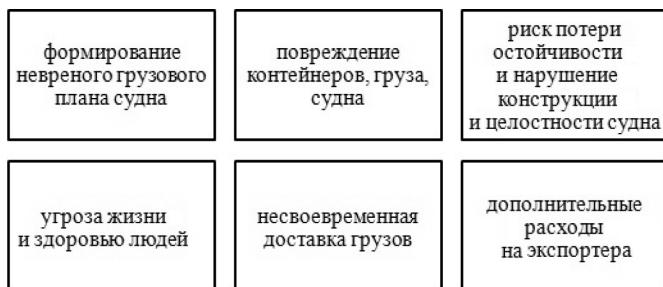 формирование
невреного грузового
плана судна
повреждение
контейнеров, груза,
судна
риск потери
остойчивости
и нарушение
конструкции
и целостности судна
угроза жизни
и здоровью людей
несвоевременная
доставка грузов
дополнительные
расходы
на экспортера